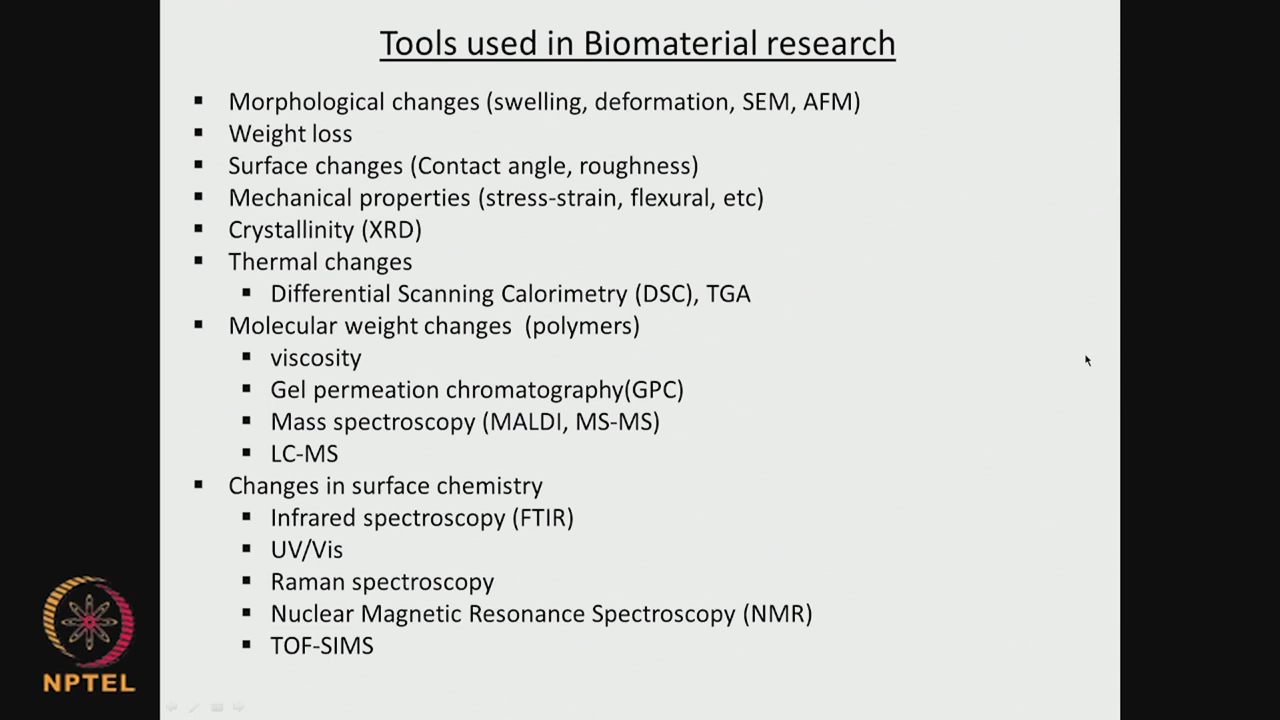 Tools used in Biomaterial research
▪ Morphological changes (swelling, deformation, SEM, AFM)
▪ Weight loss
▪ Surface changes (Contact angle, roughness)
▪ Mechanical properties (stress-strain, flexural, etc)
▪ Crystallinity (XRD)
▪ Thermal changes
▪ Differential Scanning Calorimetry (DSC), TGA
▪ Molecular weight changes  (polymers)
▪ viscosity
▪ Gel permeation chromatography(GPC)
▪ Mass spectroscopy (MALDI, MS-MS)
▪ LC-MS
▪ Changes in surface chemistry
▪ Infrared spectroscopy (FTIR)
▪ UV/Vis
▪ Raman spectroscopy
▪ Nuclear Magnetic Resonance Spectroscopy (NMR)
▪ TOF-SIMS
NPTEL